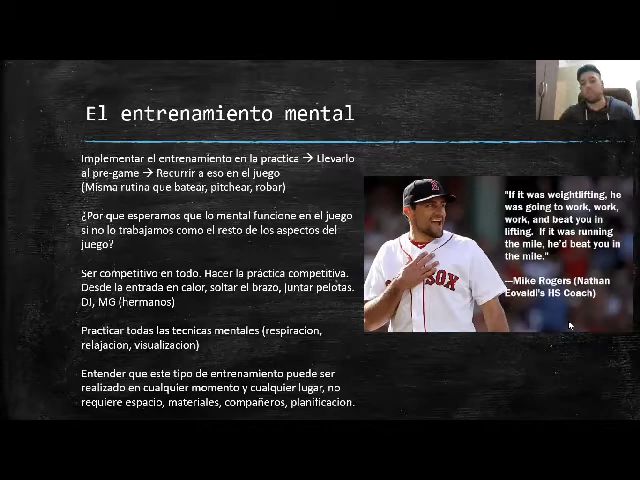 El entrenamiento mental
Implementar el entrenamiento en la practica → Llevarlo
al pre-game → Recurrir a eso en el juego
(Misma rutina que batear, pitchear, robar)
¿Por que esperamos que lo mental funcione en el juego
si no lo trabajamos como el resto de los aspectos del
juego?
Ser competitivo en todo. Hacer la práctica competitiva.
Desde la entrada en calor, soltar el brazo, juntar pelotas.
DJ, MG (hermanos)
Practicar todas las tecnicas mentales (respiracion,
relajacion, visualizacion)
Entender que este tipo de entrenamiento puede ser
realizado en cualquier momento y cualquier lugar, no
requiere espacio, materiales, compañeros, planificacion.
"If it was weightlifting, he
was going to work, work,
work, and beat you in
lifting. If it was running
the mile, he'd beat you in
the mile."
—Mike Rogers (Nathan
Eovaldi's HS Coach)
SOX